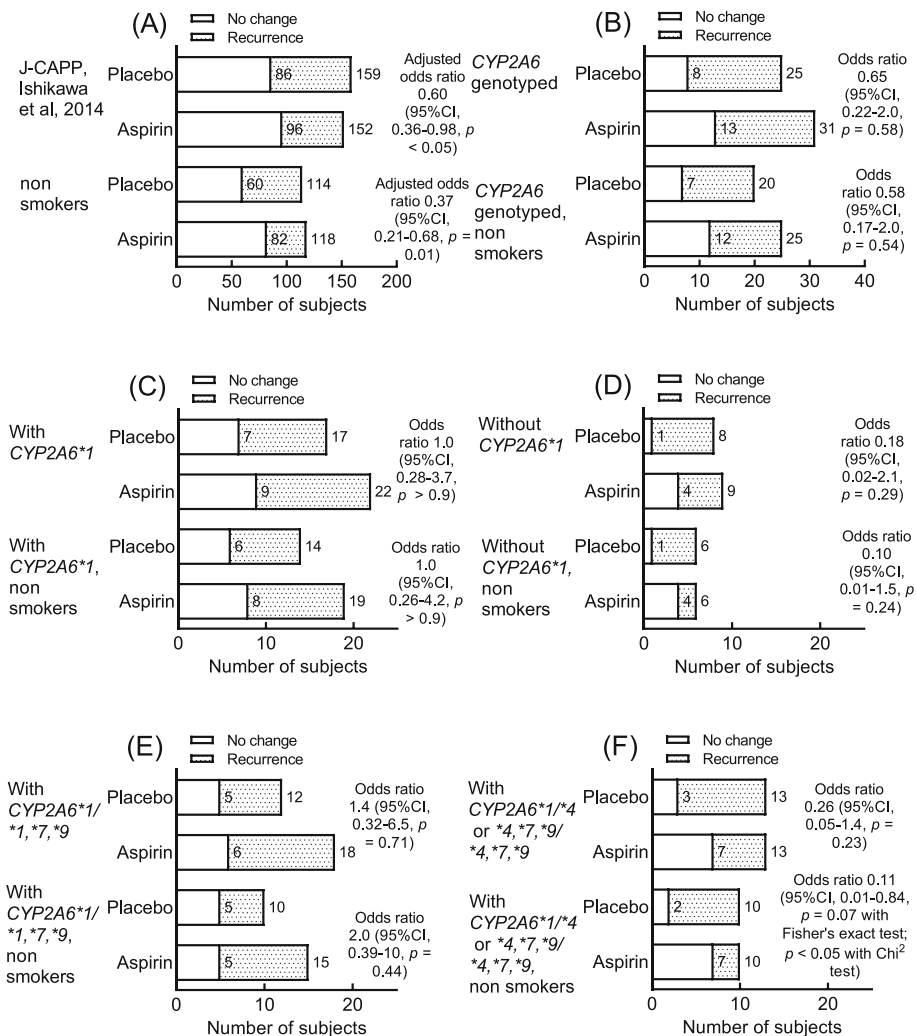 (A)
No change
Recurrence
J-CAPP,
Ishikawa
et al, 2014
Placebo
86
159
Aspirin
96
152
Adjusted
odds ratio
0.60
(95%CI,
0.36-0.98, p
< 0.05)
non
smokers
Placebo
60
114
Aspirin
82
118
Adjusted odds
ratio 0.37
(95%CI,
0.21-0.68, p =
0.01)
0 50 100 150 200
Number of subjects
(B)
No change
Recurrence
CYP2A6
genotyped
Placebo
8
25
Aspirin
13
31
Odds ratio
0.65
(95%CI,
0.22-2.0,
p = 0.58)
CYP2A6
genotyped,
non
smokers
Placebo
7
20
Aspirin
12
25
Odds
ratio 0.58
(95%CI,
0.17-2.0,
p = 0.54)
0 10 20 30 40
Number of subjects
(C)
No change
Recurrence
With
CYP2A6*1
Placebo
7
17
Aspirin
9
22
Odds
ratio 1.0
(95%CI,
0.28-3.7,
p > 0.9)
With
CYP2A6*1,
non
smokers
Placebo
6
14
Aspirin
8
19
Odds ratio
1.0
(95%CI,
0.26-4.2, p
> 0.9)
0 10 20
Number of subjects
(D)
No change
Recurrence
Without
CYP2A6*1
Placebo
1
8
Aspirin
4
9
Odds
ratio 0.18
(95%CI,
0.02-2.1,
p = 0.29)
Without
CYP2A6*1,
non
smokers
Placebo
1
6
Aspirin
4
6
Odds ratio
0.10
(95%CI,
0.01-1.5, p
= 0.24)
0 10 20
Number of subjects
(E)
No change
Recurrence
With
CYP2A6*1/
*1,*7,*9
Placebo
5
12
Aspirin
6
18
Odds ratio
1.4 (95%CI,
0.32-6.5, p
= 0.71)
With
CYP2A6*1/
*1,*7,*9,
non
smokers
Placebo
5
10
Aspirin
5
15
Odds ratio
2.0 (95%CI,
0.39-10, p =
0.44)
0 10 20
Number of subjects
(F)
No change
Recurrence
With
CYP2A6*1/*4
or *4,*7,*9/
*4,*7,*9
Placebo
3
13
Aspirin
7
13
Odds ratio
0.26 (95%CI,
0.05-1.4, p =
0.23)
With
CYP2A6*1/*4
or *4,*7,*9/
*4,*7,*9,
non smokers
Placebo
2
10
Aspirin
7
10
Odds ratio 0.11
(95%CI, 0.01-0.84,
p = 0.07 with
Fisher's exact test;
p < 0.05 with Chi²
test)
0 10 20
Number of subjects